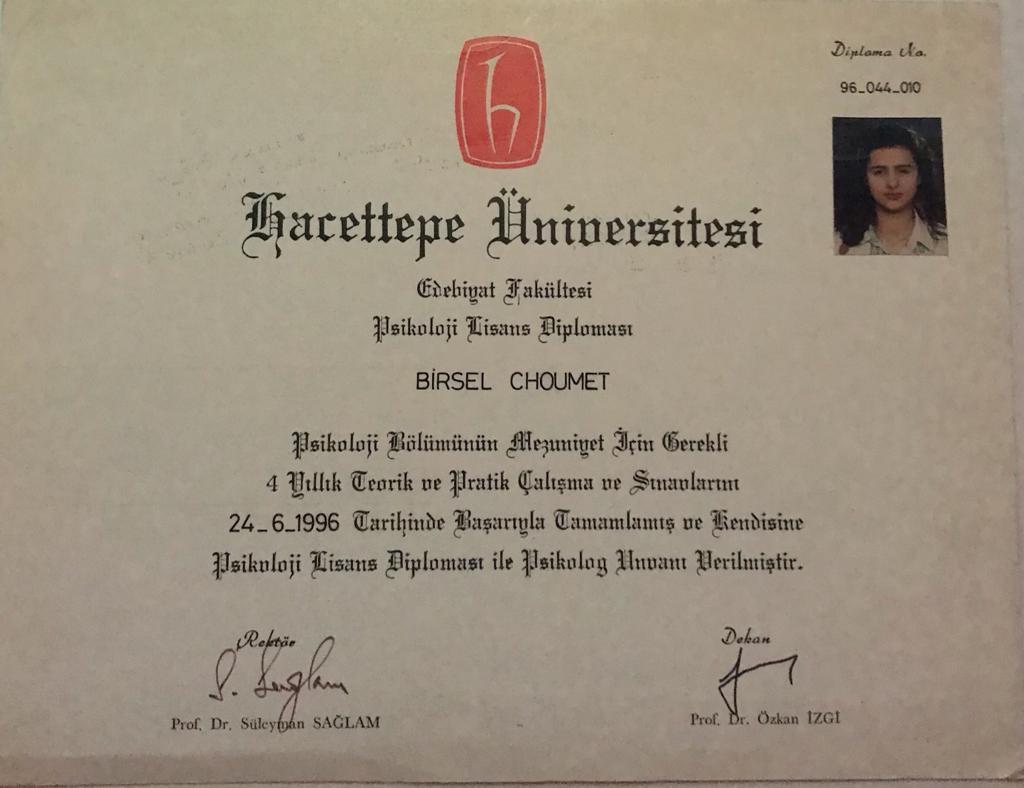 Diploma No.
96_044_010
Hacettepe Üniversitesi
Edebiyat Fakültesi
Psikoloji Lisans Diploması
BİRSEL CHOUMET
Psikoloji Bölümünün Mezuniyet İçin Gerekli
4 Yıllık Teorik ve Pratik Çalışma ve Sınavlarını
24_6_1996 Tarihinde Başarıyla Tamamlamış ve Kendisine
Psikoloji Lisans Diploması ile Psikolog Unvanı Verilmiştir.
Rektör
S. Sağlam
Prof. Dr. Süleyman SAĞLAM
Dekan
Prof. Dr. Özkan İZGİ